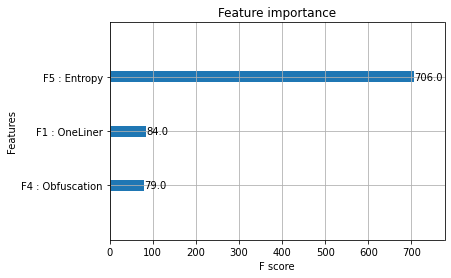 Feature importance
F5 : Entropy
706.0
F1 : OneLiner
84.0
F4 : Obfuscation
79.0
Features
0 100 200 300 400 500 600 700
F score